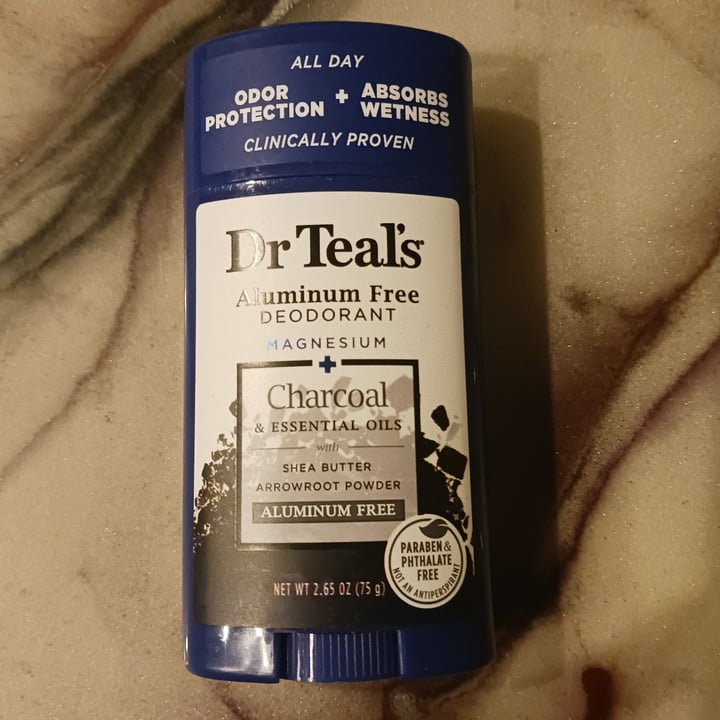 ALL DAY
ODOR PROTECTION + ABSORBS WETNESS
CLINICALLY PROVEN
Dr Teal's
Aluminum Free
DEODORANT
MAGNESIUM
+
Charcoal
& ESSENTIAL OILS
with
SHEA BUTTER
ARROWROOT POWDER
ALUMINUM FREE
PARABEN &
PHTHALATE
FREE
NOT AN ANTIPERSPIRANT
NET WT 2.65 OZ (75 g)